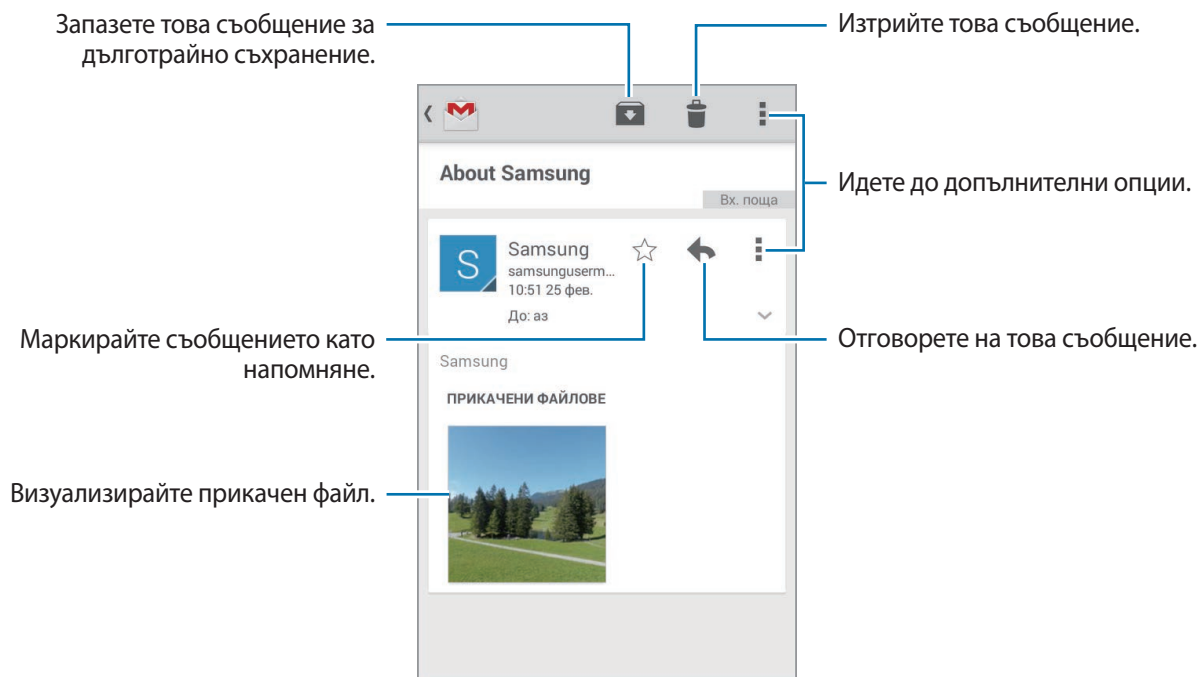 Запазете това съобщение за
дълготрайно съхранение.
Изтрийте това съобщение.
About Samsung
Вх. поща
Идете до допълнителни опции.
S
Samsung
samsunguserm...
10:51 25 фев.
До: аз
Маркирайте съобщението като
напомняне.
Отговорете на това съобщение.
Samsung
ПРИКАЧЕНИ ФАЙЛОВЕ
Визуализирайте прикачен файл.